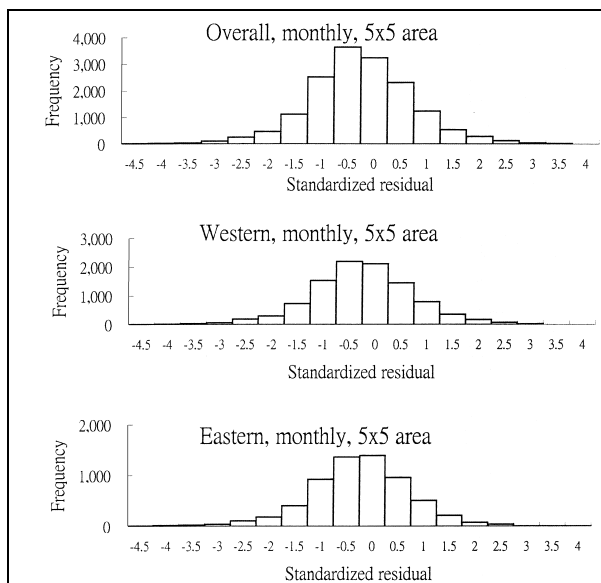 Overall, monthly, 5x5 area
4,000
3,000
2,000
1,000
0
Frequency
-4.5 -4 -3.5 -3 -2.5 -2 -1.5 -1 -0.5 0 0.5 1 1.5 2 2.5 3 3.5 4
Standardized residual
Western, monthly, 5x5 area
3,000
2,000
1,000
0
Frequency
-4.5 -4 -3.5 -3 -2.5 -2 -1.5 -1 -0.5 0 0.5 1 1.5 2 2.5 3 3.5 4
Standardized residual
Eastern, monthly, 5x5 area
2,000
1,000
0
Frequency
-4.5 -4 -3.5 -3 -2.5 -2 -1.5 -1 -0.5 0 0.5 1 1.5 2 2.5 3 3.5 4
Standardized residual